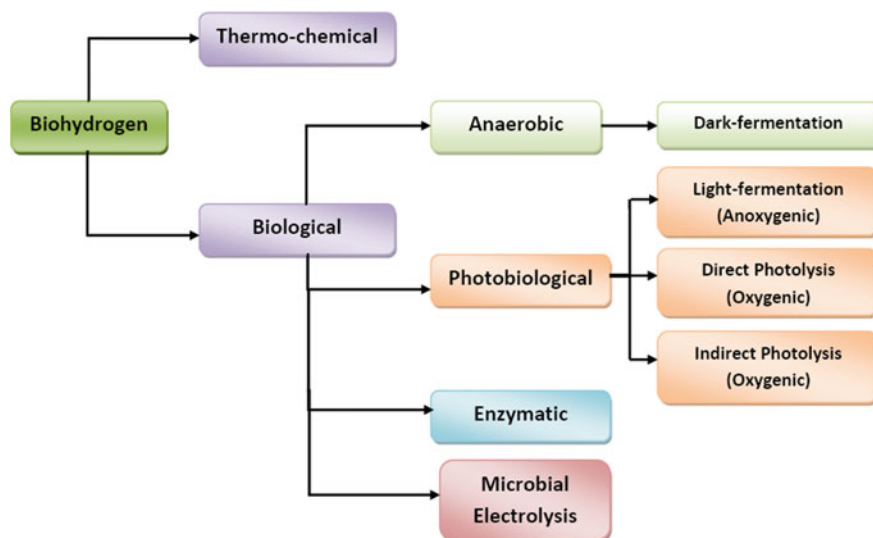 Thermo-chemical
Biohydrogen
Anaerobic
Dark-fermentation
Biological
Light-fermentation
(Anoxygenic)
Photobiological
Direct Photolysis
(Oxygenic)
Indirect Photolysis
(Oxygenic)
Enzymatic
Microbial
Electrolysis